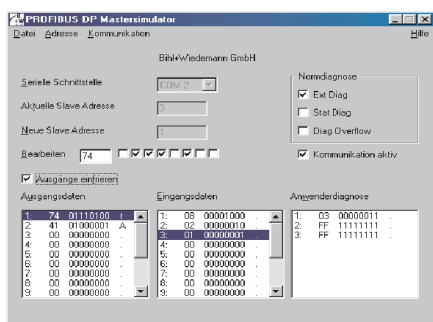 PROFIBUS DP Mastersimulator
Datei Adresse Kommunikation Hilfe
Bihl+Wiedemann GmbH
Serielle Schnittstelle COM 2
Aktuelle Slave Adresse 3
Neue Slave Adresse 1
Bearbeiten 74
Normdiagnose
Ext Diag
Stat Diag
Diag Overflow
Kommunikation aktiv
Ausgänge einfrieren
Ausgangsdaten
1: 74 01110100 t
2: 41 01000001 A
3: 00 00000000 .
4: 00 00000000 .
5: 00 00000000 .
6: 00 00000000 .
7: 00 00000000 .
8: 00 00000000 .
9: 00 00000000 .
Eingangsdaten
1: 08 00001000 .
2: 02 00000010 .
3: 01 00000001 .
4: 00 00000000 .
5: 00 00000000 .
6: 00 00000000 .
7: 00 00000000 .
8: 00 00000000 .
9: 00 00000000 .
Anwenderdiagnose
1: 03 00000011 .
2: FF 11111111 .
3: FF 11111111 .